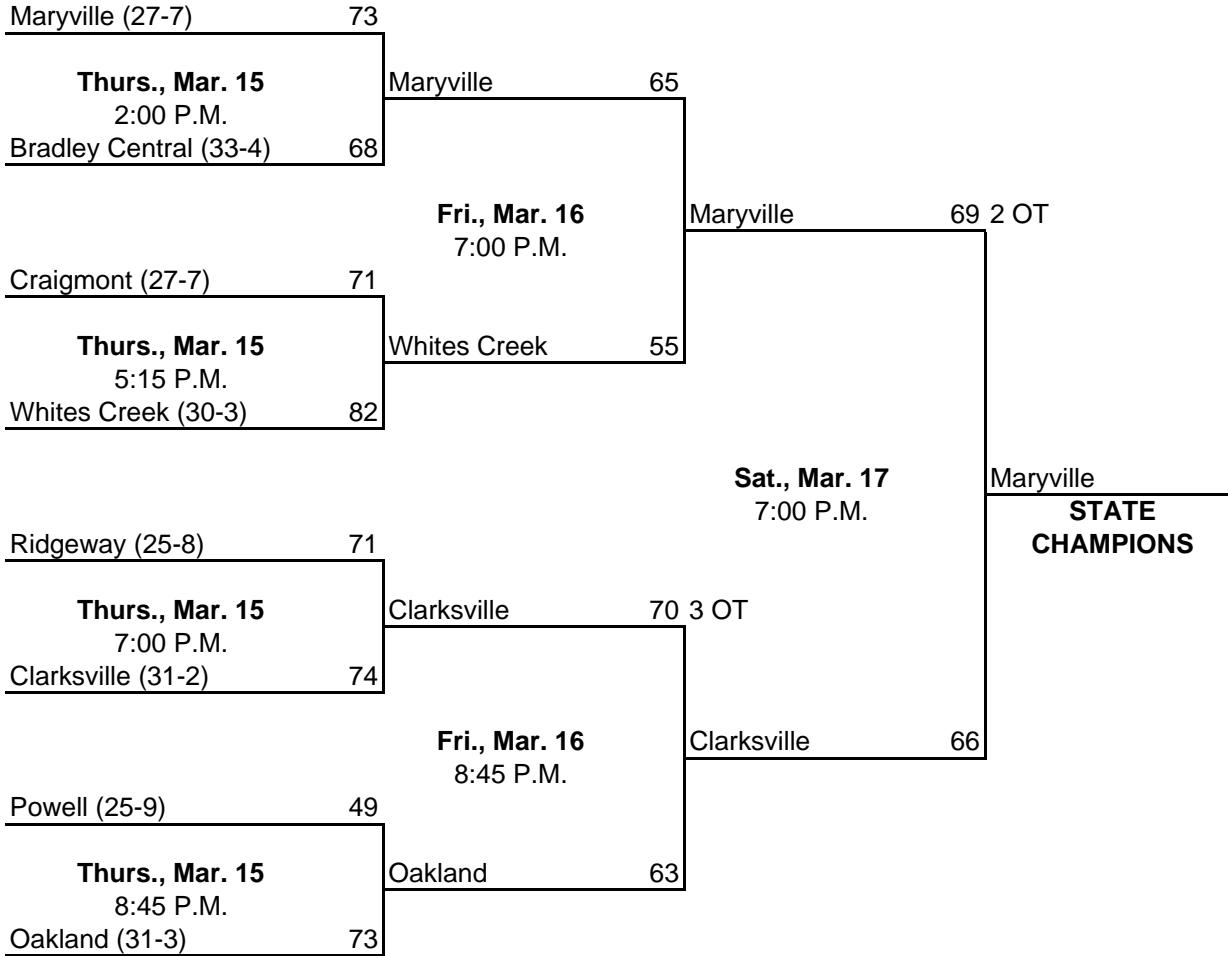 Maryville (27-7) 73
Thurs., Mar. 15
2:00 P.M.
Bradley Central (33-4) 68
Craigmont (27-7) 71
Thurs., Mar. 15
5:15 P.M.
Whites Creek (30-3) 82
Ridgeway (25-8) 71
Thurs., Mar. 15
7:00 P.M.
Clarksville (31-2) 74
Powell (25-9) 49
Thurs., Mar. 15
8:45 P.M.
Oakland (31-3) 73
Maryville 65
Fri., Mar. 16
7:00 P.M.
Whites Creek 55
Clarksville 70 3 OT
Fri., Mar. 16
8:45 P.M.
Oakland 63
Maryville 69 2 OT
Sat., Mar. 17
7:00 P.M.
Clarksville 66
Maryville
STATE
CHAMPIONS